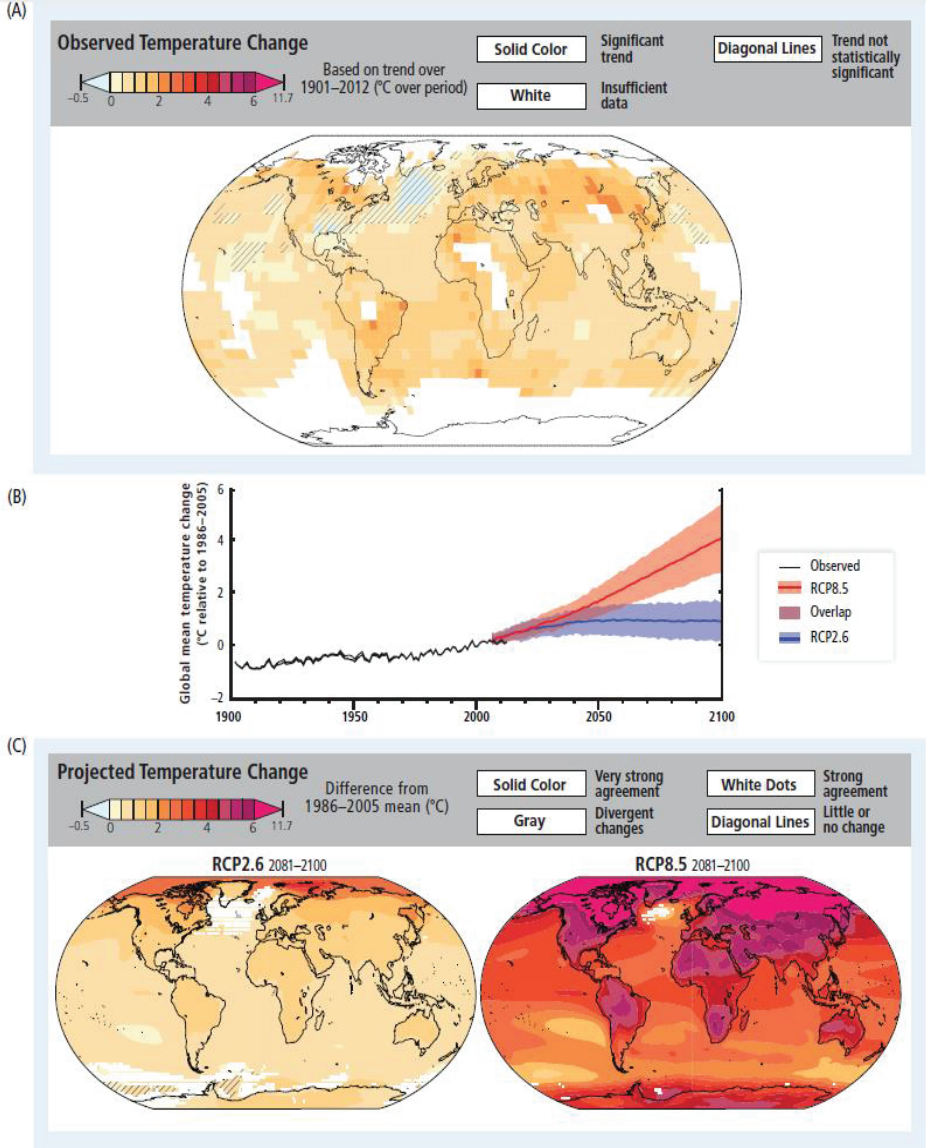 (A)
Observed Temperature Change
−0.5 0 2 4 6 11.7
Based on trend over
1901–2012 (°C over period)
Solid Color
Significant
trend
White
Insufficient
data
Diagonal Lines
Trend not
statistically
significant
(B)
Global mean temperature change
(°C relative to 1986–2005)
6
4
2
0
−2
1900 1950 2000 2050 2100
Observed
RCP8.5
Overlap
RCP2.6
(C)
Projected Temperature Change
−0.5 0 2 4 6 11.7
Difference from
1986–2005 mean (°C)
Solid Color
Very strong
agreement
Gray
Divergent
changes
White Dots
Strong
agreement
Diagonal Lines
Little or
no change
RCP2.6 2081–2100
RCP8.5 2081–2100